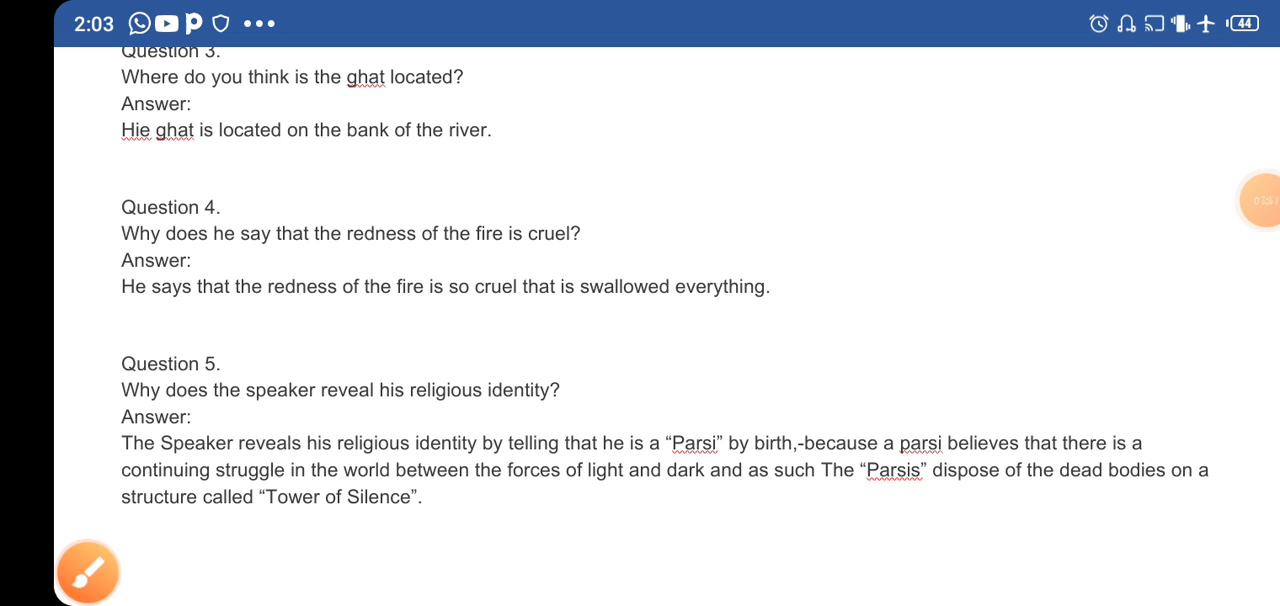 2:03 44
Question 3.
Where do you think is the ghat located?
Answer:
Hie ghat is located on the bank of the river.
Question 4.
Why does he say that the redness of the fire is cruel?
Answer:
He says that the redness of the fire is so cruel that is swallowed everything.
Question 5.
Why does the speaker reveal his religious identity?
Answer:
The Speaker reveals his religious identity by telling that he is a “Parsi” by birth,-because a parsi believes that there is a
continuing struggle in the world between the forces of light and dark and as such The “Parsis” dispose of the dead bodies on a
structure called “Tower of Silence”.